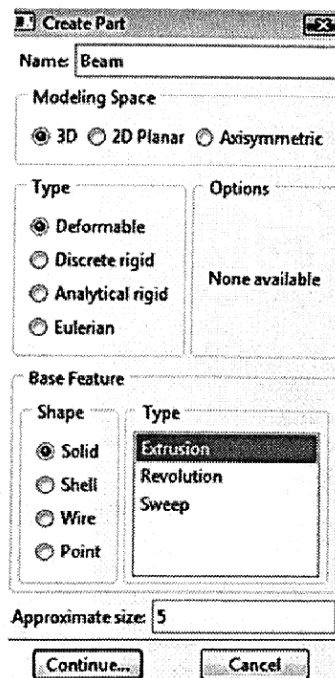 Create Part
Name: Beam
Modeling Space
3D 2D Planar Axisymmetric
Type
Deformable
Discrete rigid
Analytical rigid
Eulerian
Options
None available
Base Feature
Shape
Solid
Shell
Wire
Point
Type
Extrusion
Revolution
Sweep
Approximate size: 5
Continue... Cancel